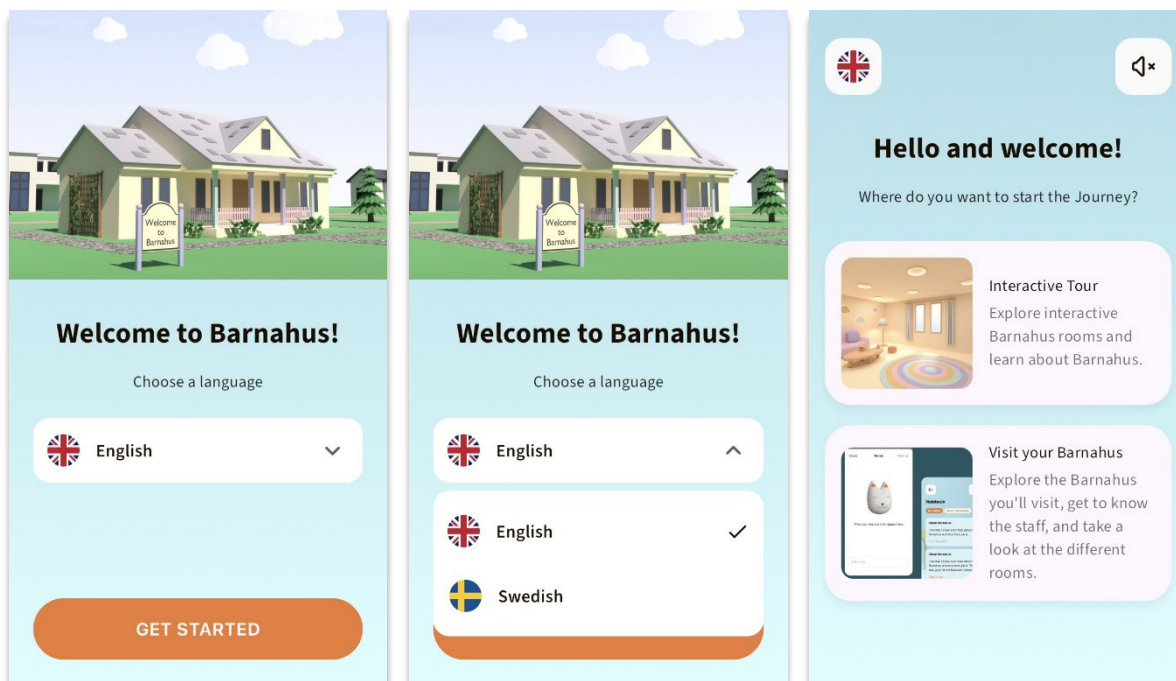 Welcome
to
Barnahus
Welcome to Barnahus!
Choose a language
English
GET STARTED
Welcome
to
Barnahus
Welcome to Barnahus!
Choose a language
English
English
Swedish
Hello and welcome!
Where do you want to start the Journey?
Interactive Tour
Explore interactive
Barnahus rooms and
learn about Barnahus.
Visit your Barnahus
Explore the Barnahus
you'll visit, get to know
the staff, and take a
look at the different
rooms.
Notebook